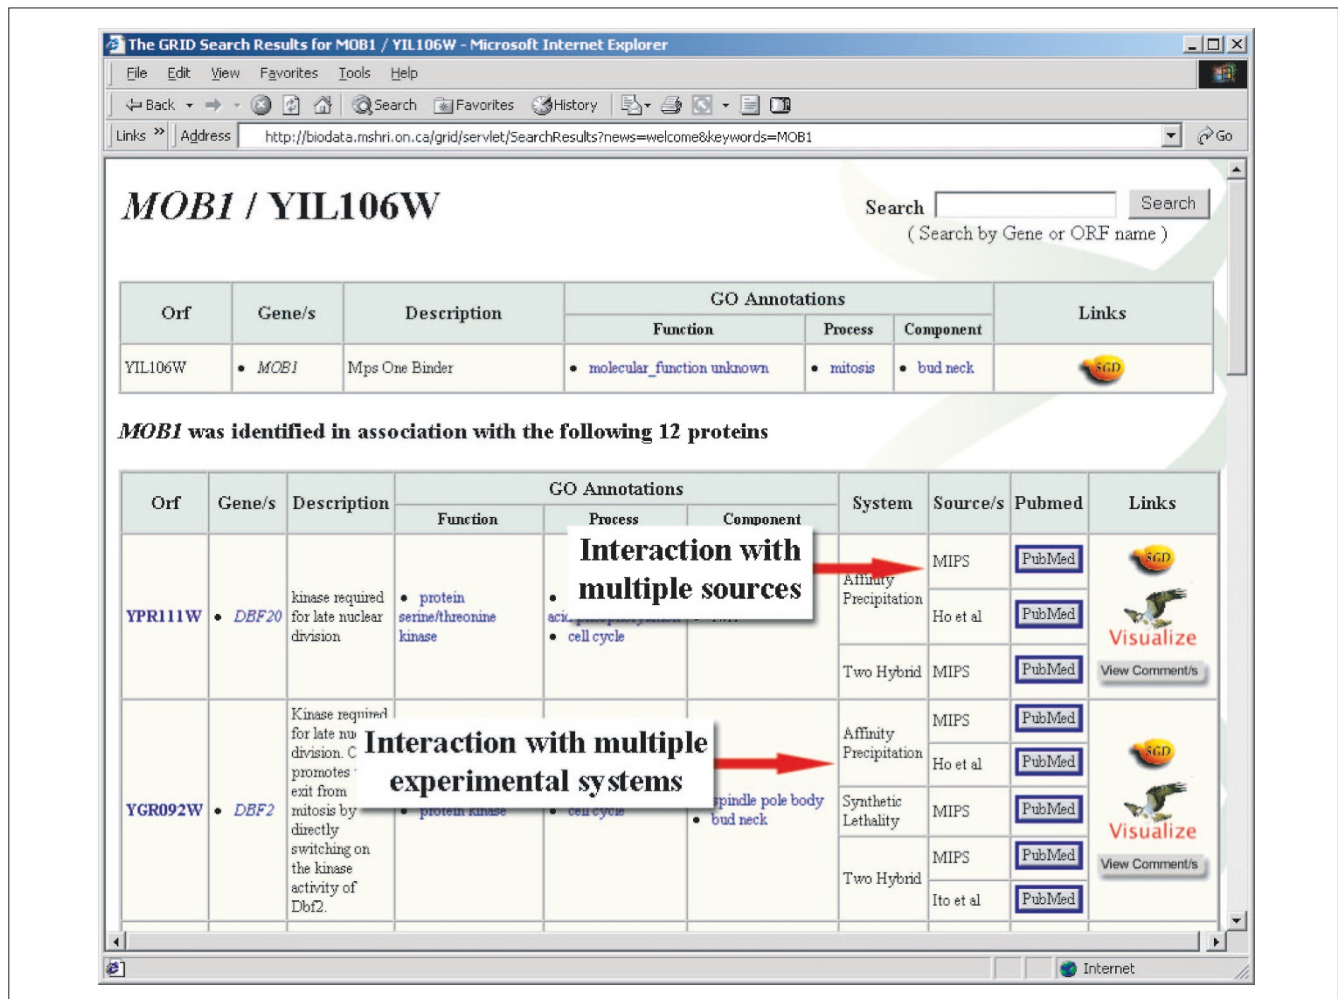 The GRID Search Results for MOB1 / YIL106W - Microsoft Internet Explorer
File Edit View Favorites Tools Help
Back Search Favorites History
Links » Address http://biodata.mshri.on.ca/grid/servlet/SearchResults?news=welcome&keywords=MOB1 Go
MOB1 / YIL106W
Search Search
( Search by Gene or ORF name )
Orf Gene/s Description GO Annotations Links
Function Process Component
YIL106W • MOB1 Mps One Binder • molecular_function unknown • mitosis • bud neck SGD
MOB1 was identified in association with the following 12 proteins
Orf Gene/s Description GO Annotations System Source/s Pubmed Links
Function Process Component
Interaction with
multiple sources
YPR111W • DBF20
kinase required
for late nuclear
division
• protein
serine/threonine
kinase
• cell cycle
Affinity
Precipitation
MIPS PubMed
Ho et al PubMed
Two Hybrid MIPS PubMed
SGD
Visualize
View Comment/s
Interaction with multiple
experimental systems
YGR092W • DBF2
Kinase required
for late
division.
promotes
exit from
mitosis by
directly
switching on
the kinase
activity of
Dbf2.
• protein kinase
• cell cycle
spindle pole body
• bud neck
Affinity
Precipitation
MIPS PubMed
Ho et al PubMed
Synthetic
Lethality
MIPS PubMed
Two Hybrid
MIPS PubMed
Ito et al PubMed
SGD
Visualize
View Comment/s
Internet